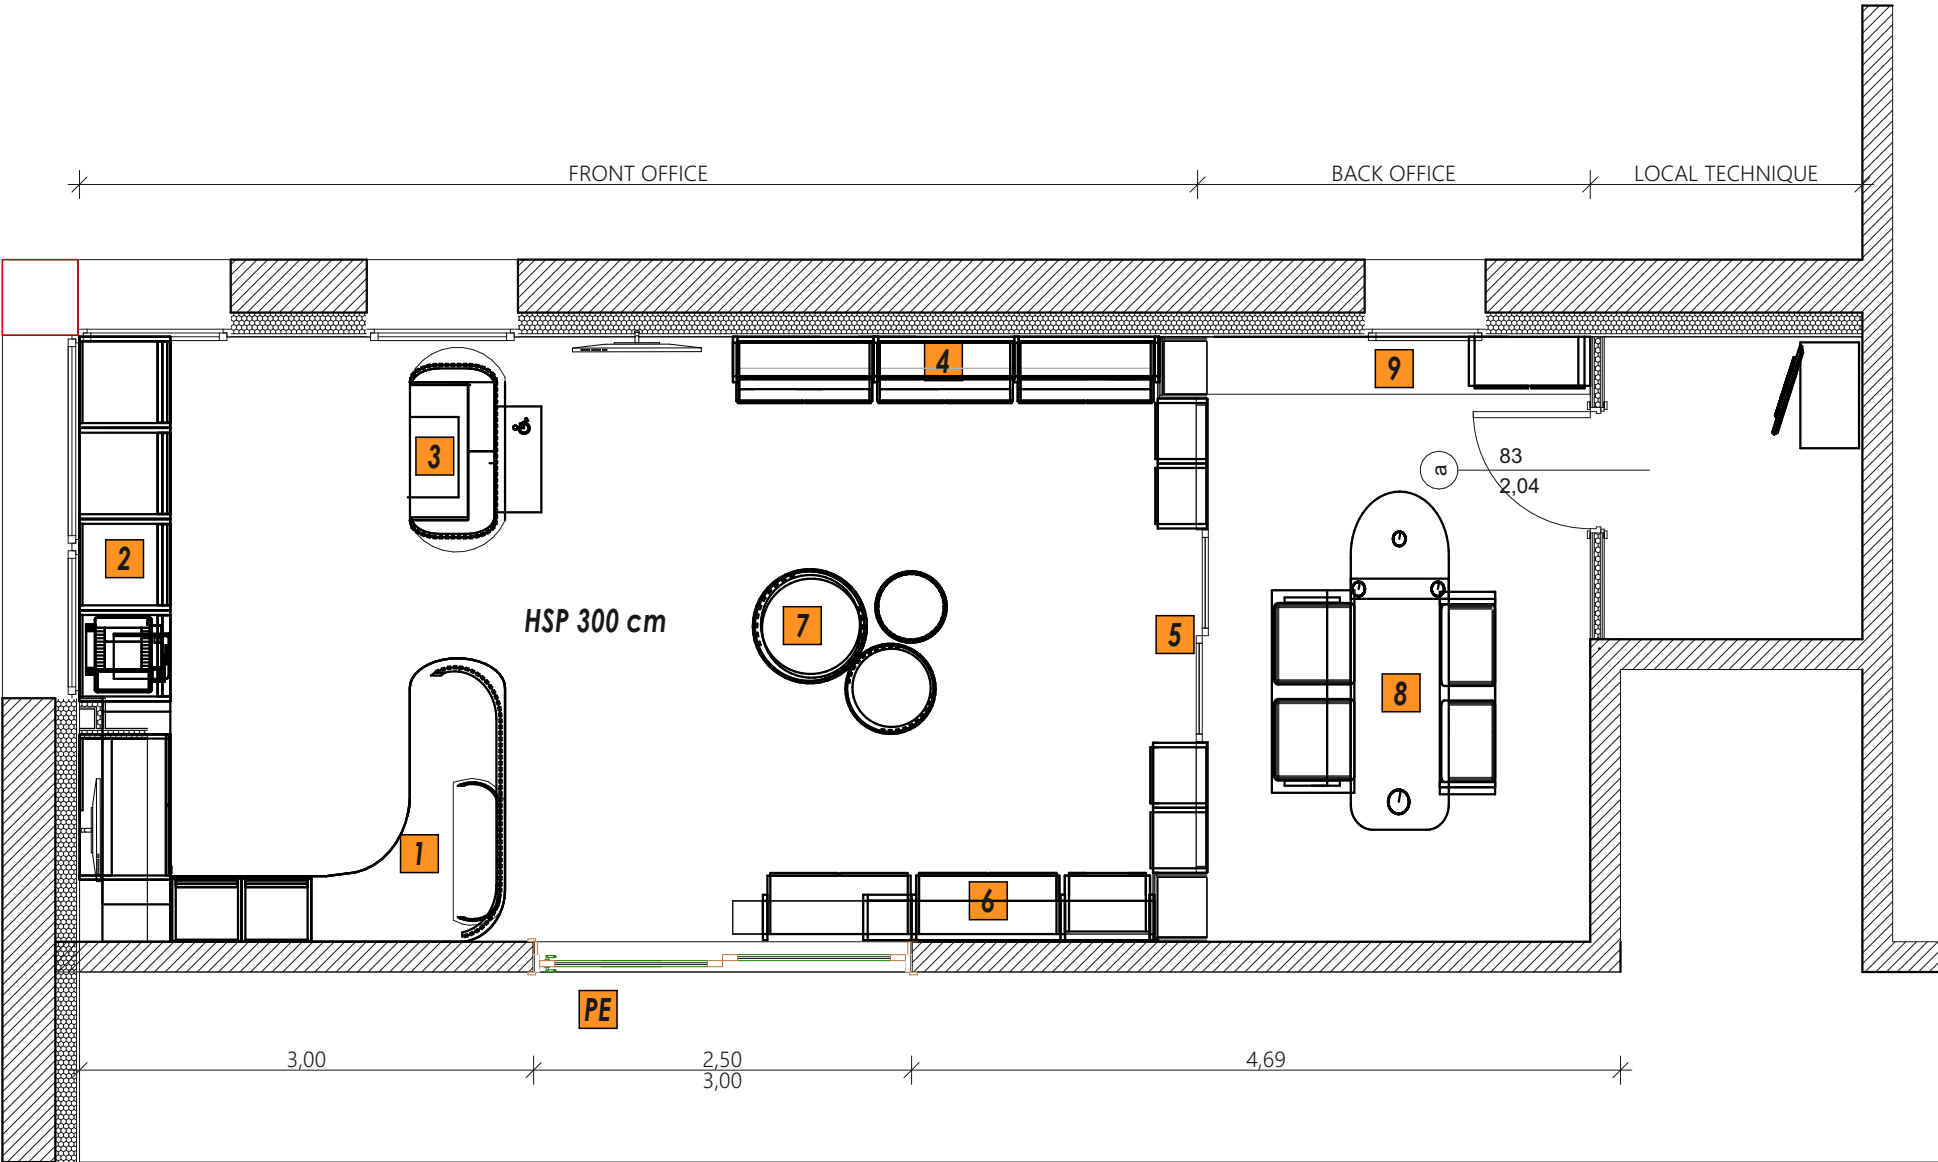 FRONT OFFICE
BACK OFFICE
LOCAL TECHNIQUE
4
9
3
83
a
2,04
2
HSP 300 cm
7
5
8
1
6
PE
3,00
2,50
4,69
3,00